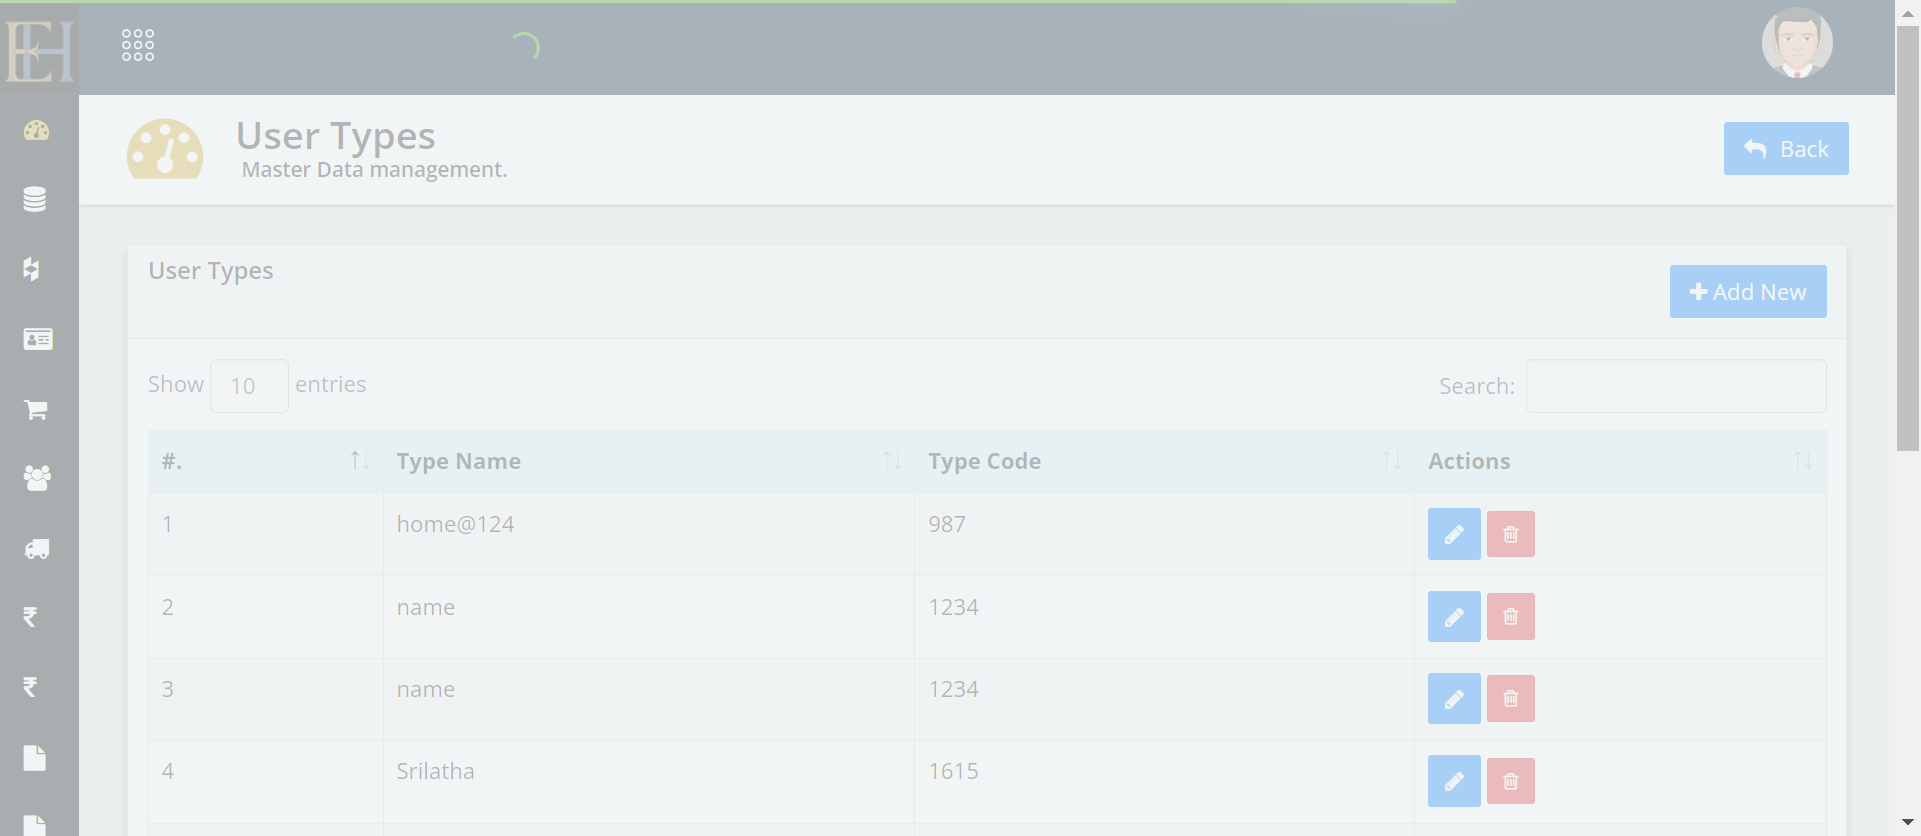 EH
User Types
Master Data management.
Back
User Types
Add New
Show 10 entries
Search:
#. Type Name Type Code Actions
1 home@124 987
2 name 1234
3 name 1234
4 Srilatha 1615